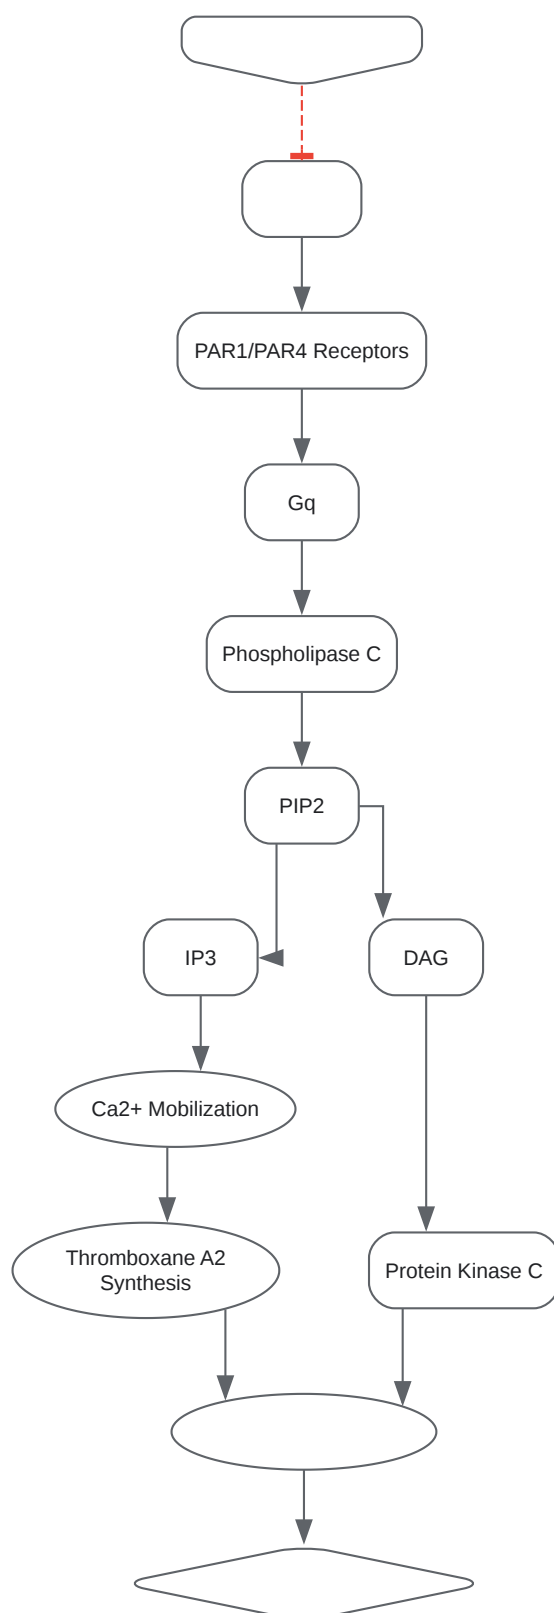 PAR1/PAR4 Receptors
Gq
Phospholipase C
PIP2
IP3
DAG
Ca2+ Mobilization
Thromboxane A2
Synthesis
Protein Kinase C